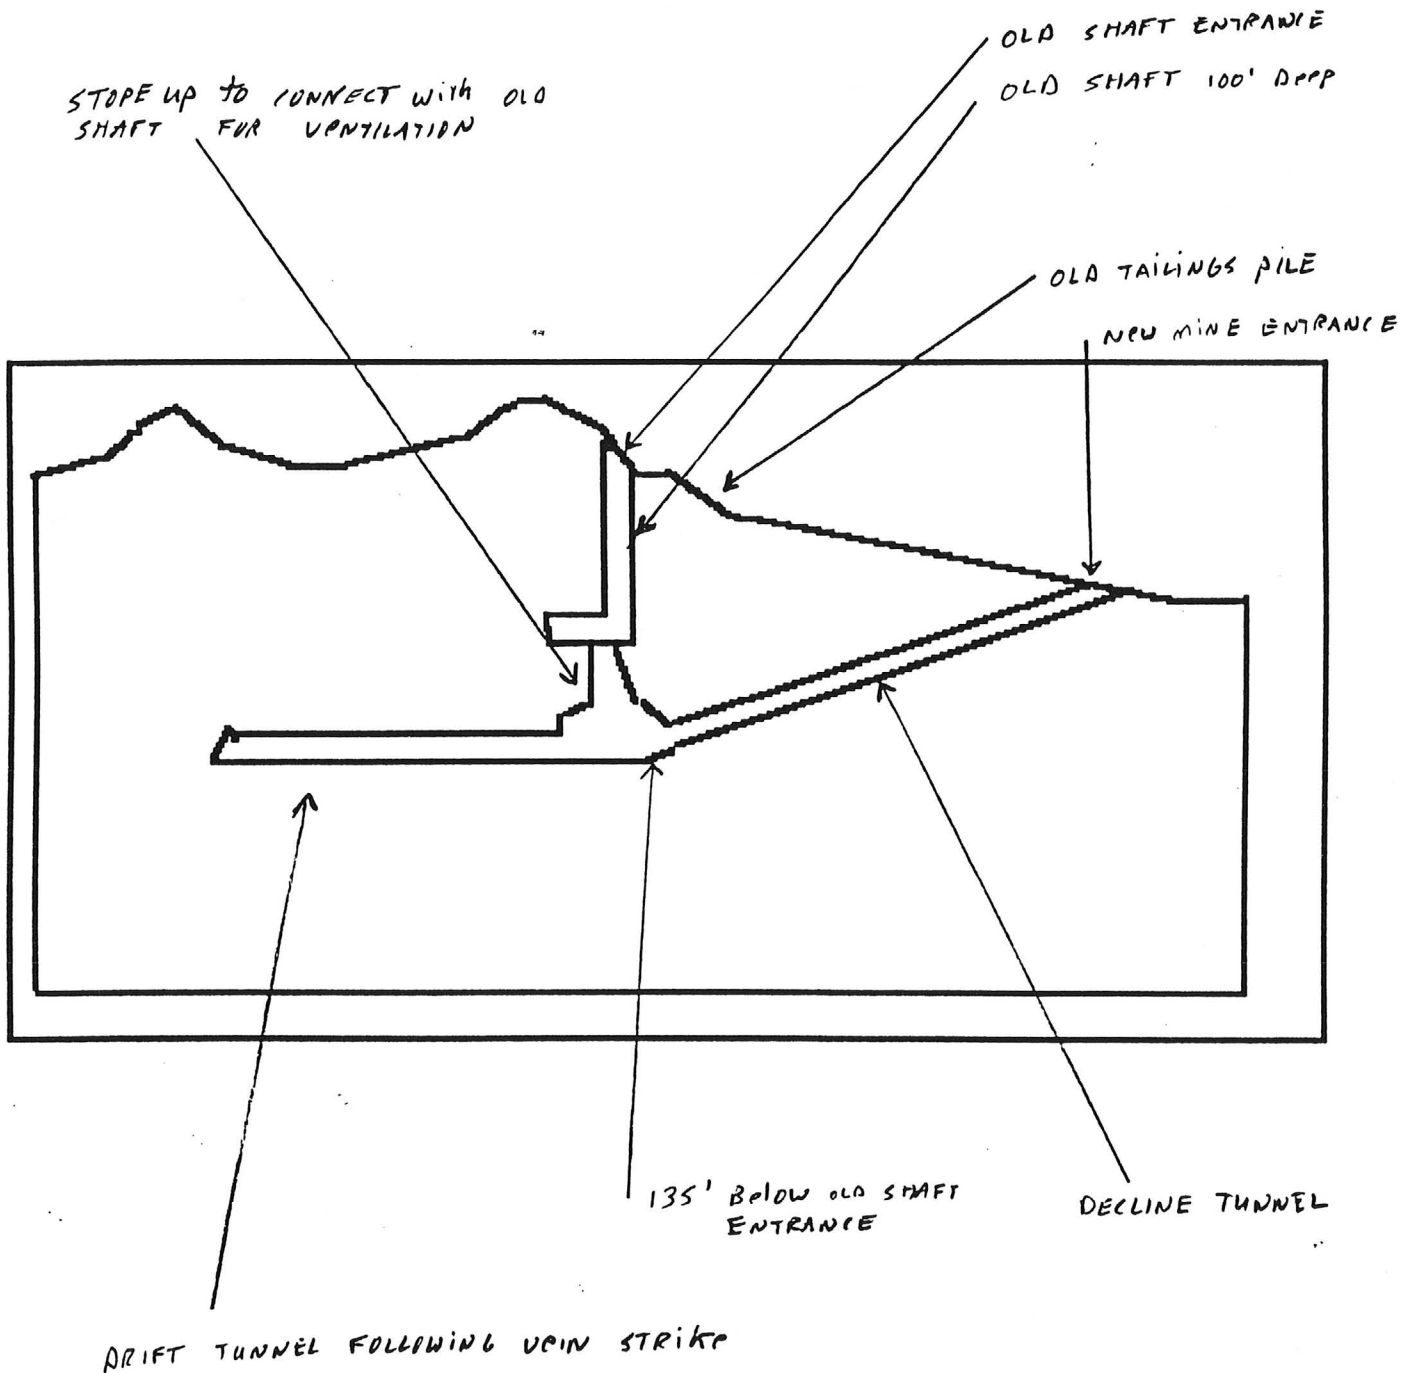 OLD SHAFT ENTRANCE
OLD SHAFT 100' DeeP
STOPE UP to CONNECT with OLD
SHAFT FOR VENTILATION
OLD TAiLiNGS PiLE
NeW MiNE ENTRANCE
135' BeloW OLD SHAFT
ENTRANCE
DECLINE TUNNEL
DRIFT TUNNEL FOLLOWiNG VeiN STRiKe